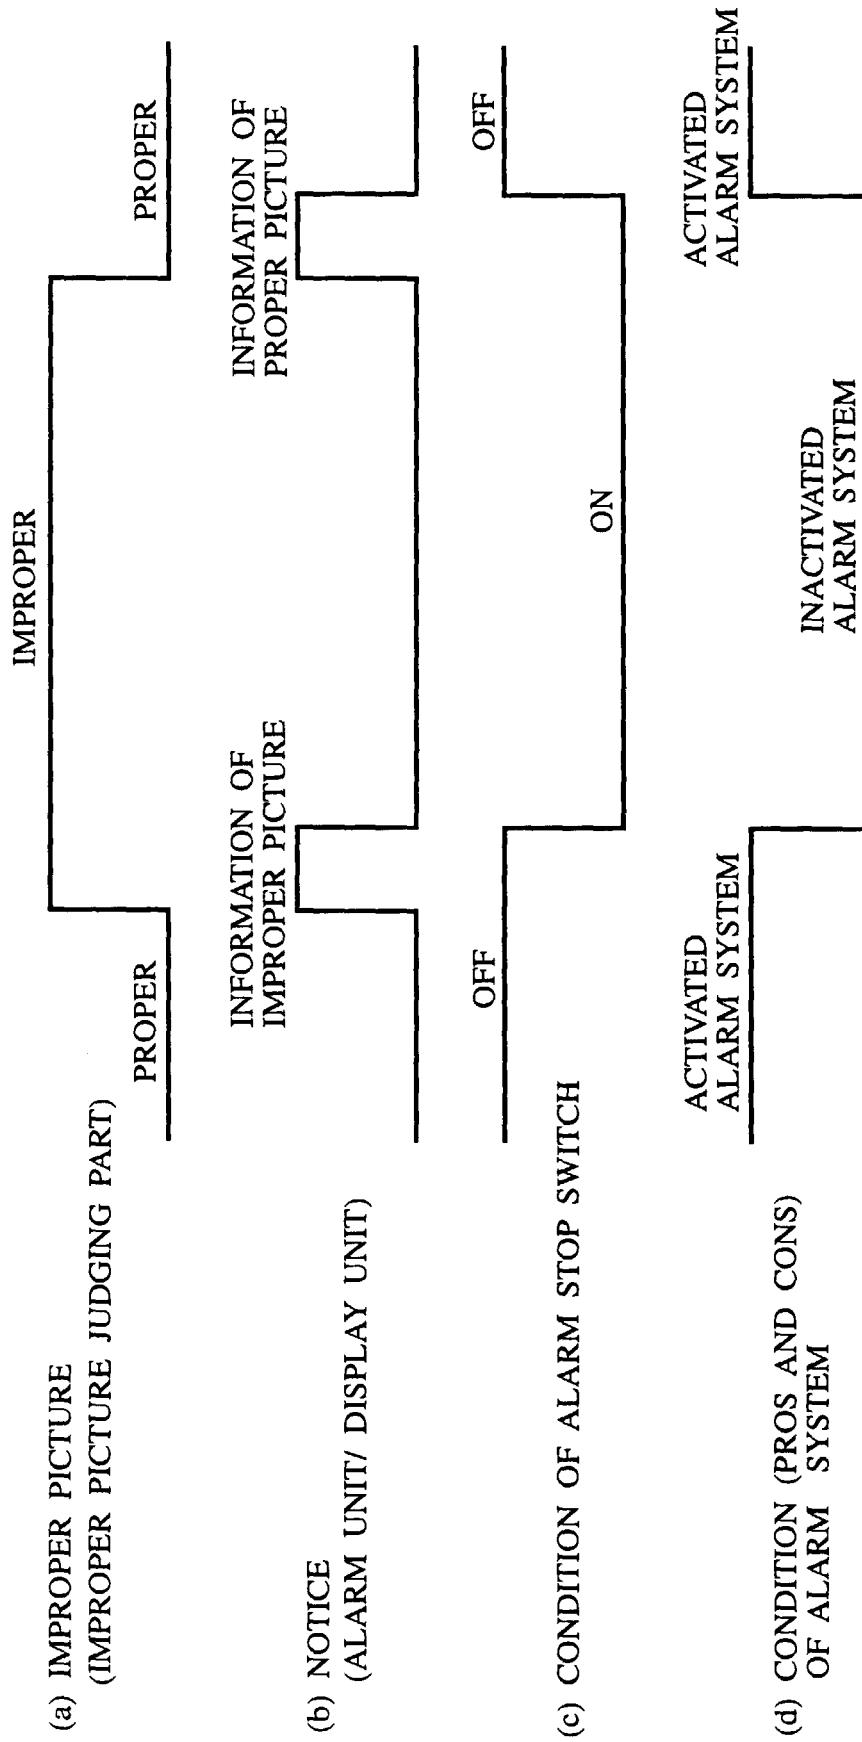 (a) IMPROPER PICTURE
(IMPROPER PICTURE JUDGING PART)
PROPER
IMPROPER
PROPER
(b) NOTICE
(ALARM UNIT/ DISPLAY UNIT)
INFORMATION OF
IMPROPER PICTURE
INFORMATION OF
PROPER PICTURE
(c) CONDITION OF ALARM STOP SWITCH
OFF
ON
OFF
(d) CONDITION (PROS AND CONS)
OF ALARM SYSTEM
ACTIVATED
ALARM SYSTEM
INACTIVATED
ALARM SYSTEM
ACTIVATED
ALARM SYSTEM